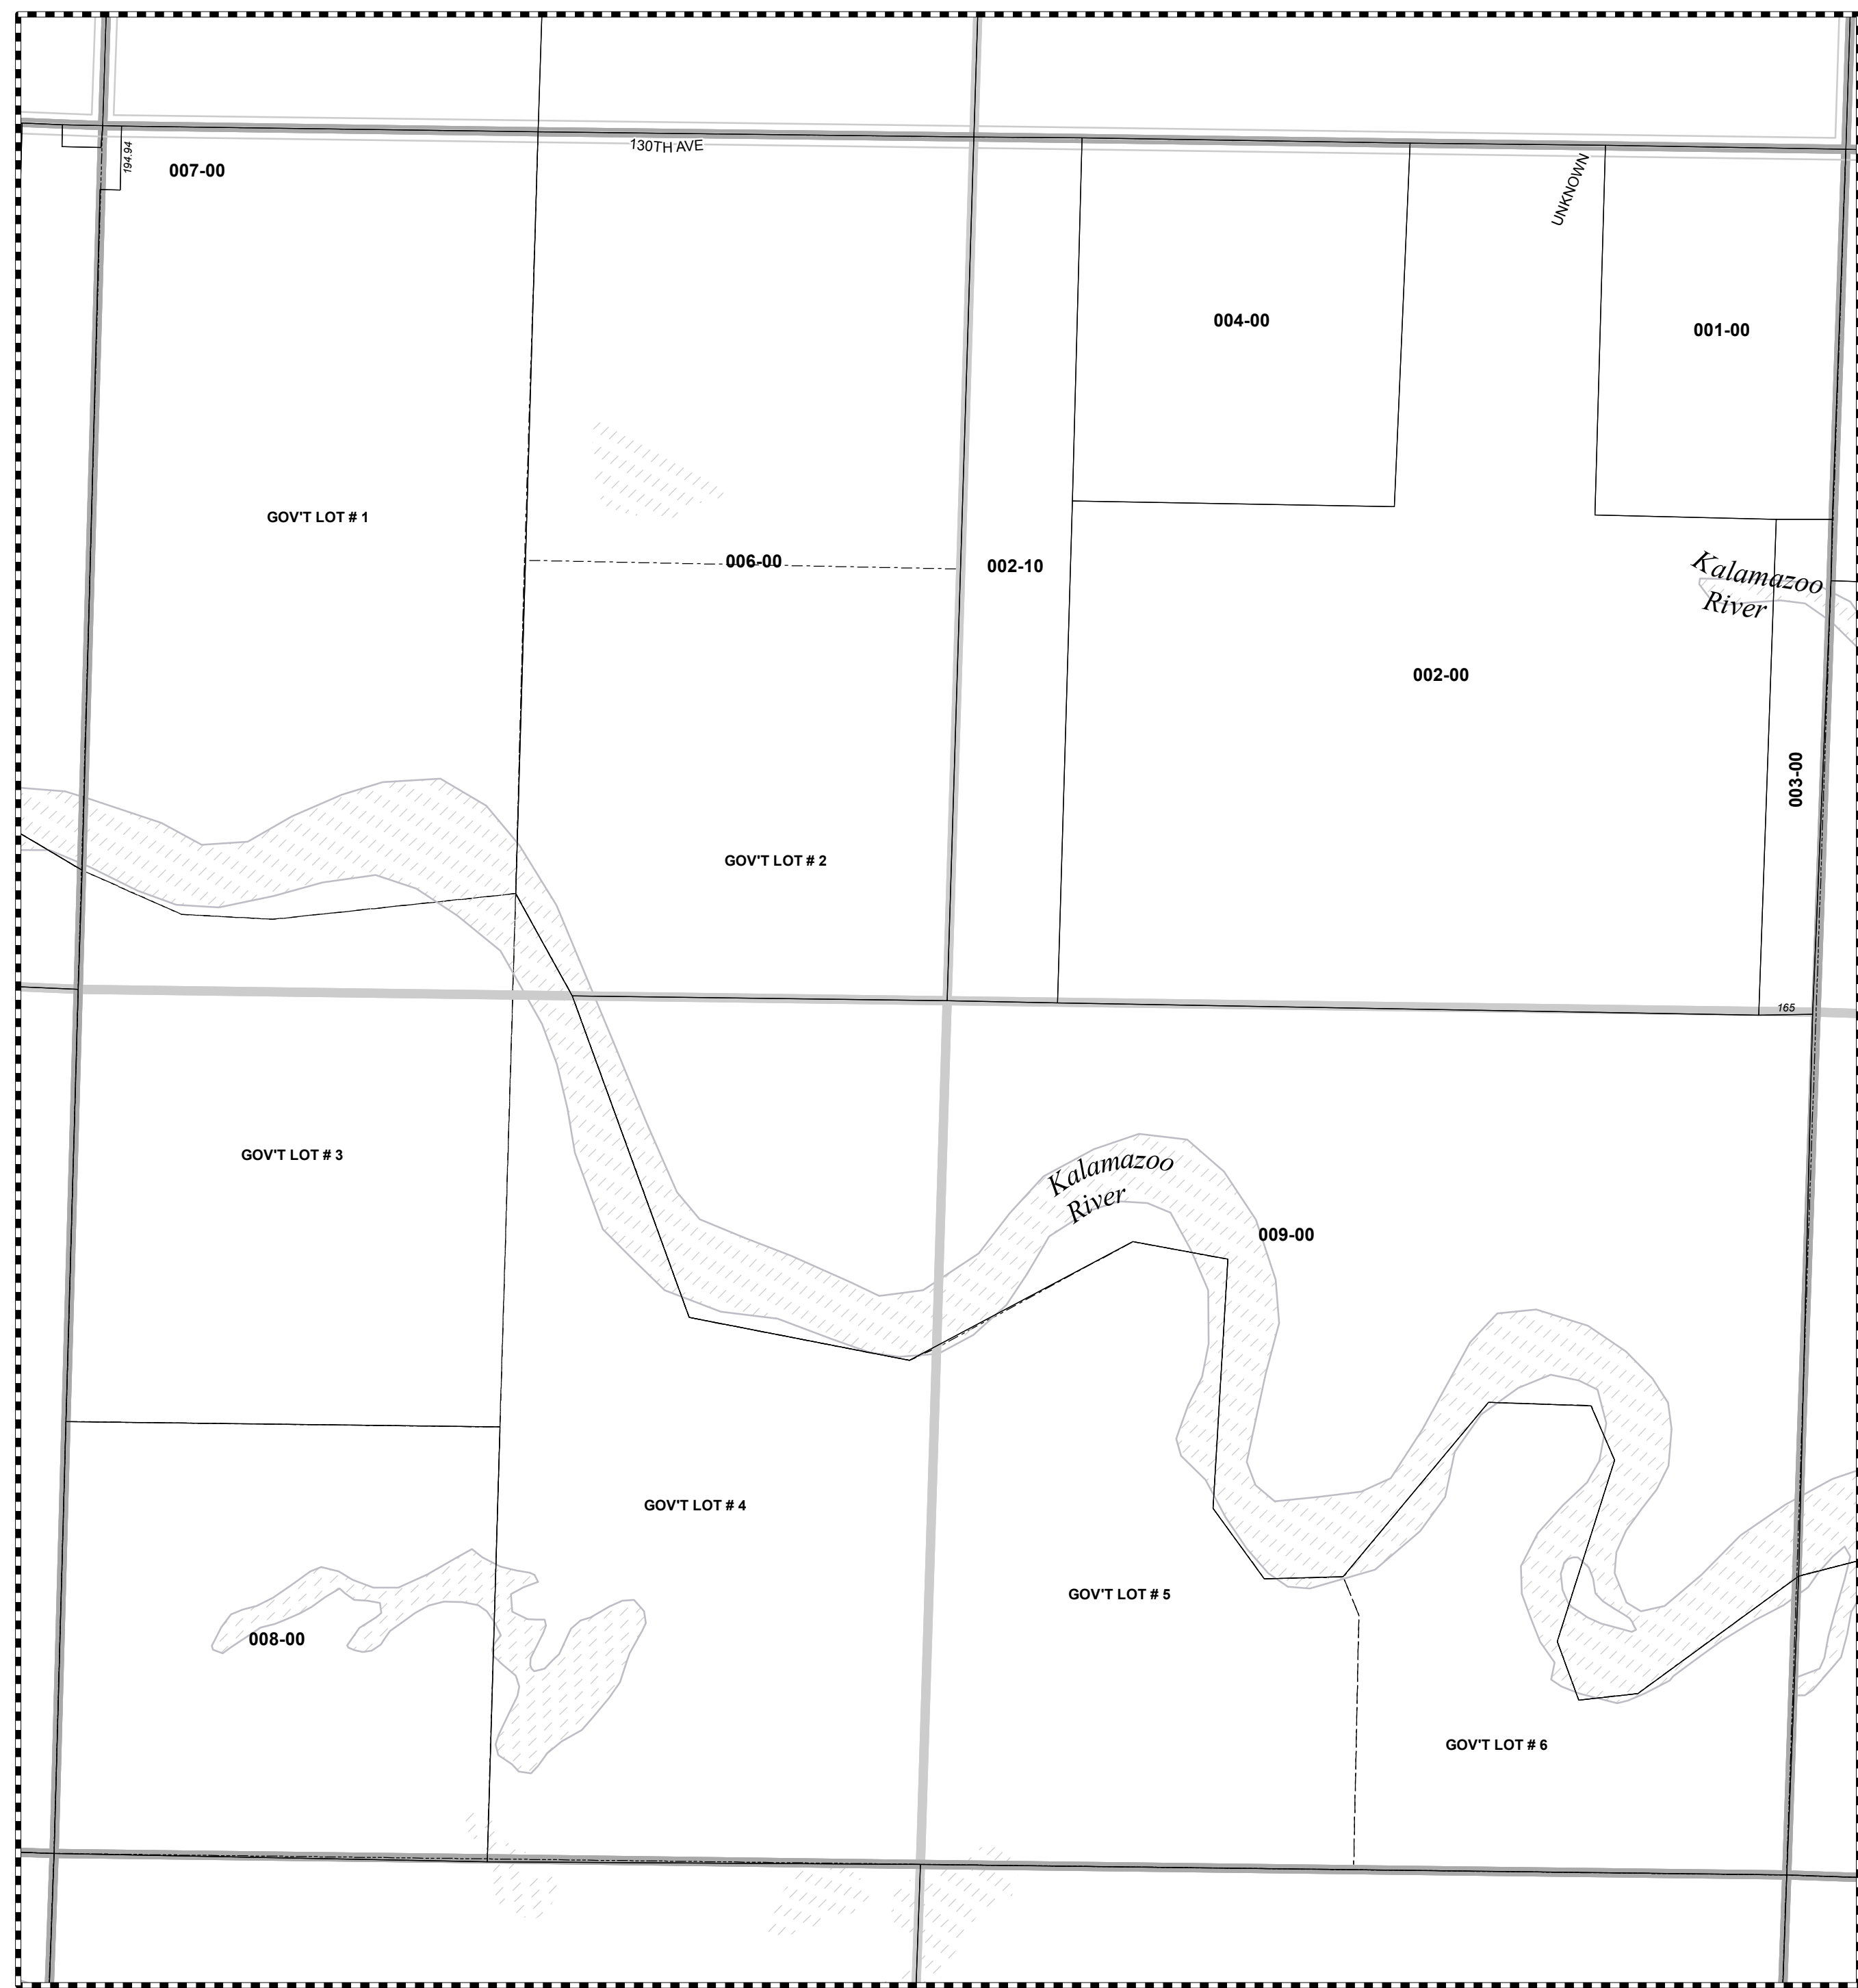 130TH AVE
194.94
007-00
UNKNOWN
004-00
001-00
GOV'T LOT # 1
006-00
002-10
Kalamazoo
River
002-00
003-00
GOV'T LOT # 2
165
GOV'T LOT # 3
Kalamazoo
River
009-00
GOV'T LOT # 4
GOV'T LOT # 5
008-00
GOV'T LOT # 6